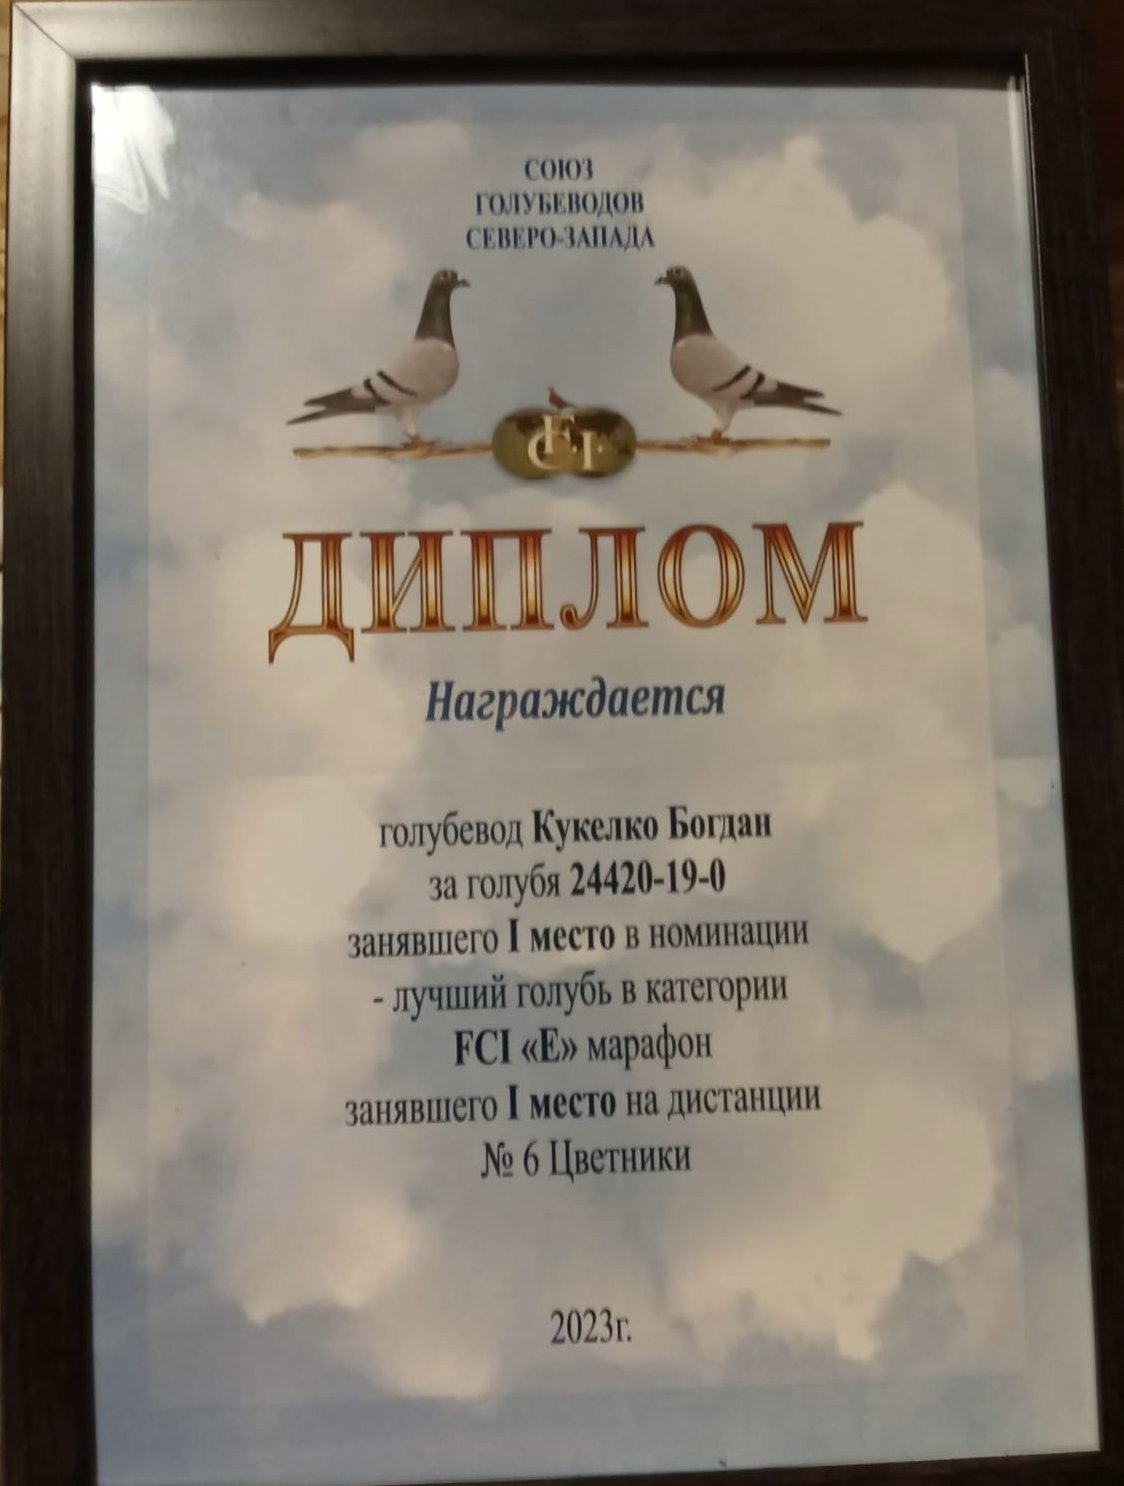 СОЮЗ
ГОЛУБЕВОДОВ
СЕВЕРО-ЗАПАДА
FCI
ДИПЛОМ
Награждается
голубевод Кукелко Богдан
за голубя 24420-19-0
занявшего I место в номинации
- лучший голубь в категории
FCI «Е» марафон
занявшего I место на дистанции
№ 6 Цветники
2023г.